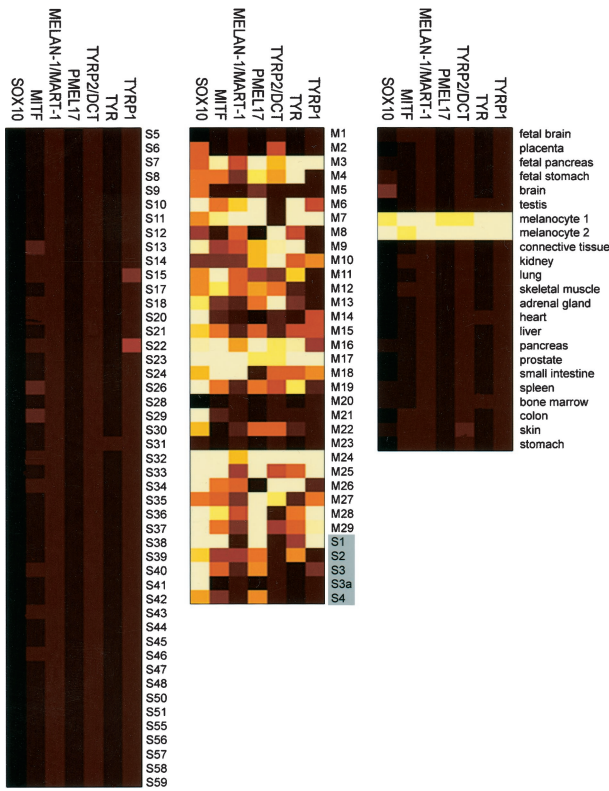 SOX10
MITF
MELAN-1/MART-1
PMEL17
TYRP2/DCT
TYR
TYRP1
S5
S6
S7
S8
S9
S10
S11
S12
S13
S14
S15
S17
S18
S20
S21
S22
S23
S24
S26
S28
S29
S30
S31
S32
S33
S34
S35
S36
S37
S38
S39
S40
S41
S42
S43
S44
S45
S46
S47
S48
S50
S51
S55
S56
S57
S58
S59
SOX10
MITF
MELAN-1/MART-1
PMEL17
TYRP2/DCT
TYR
TYRP1
M1
M2
M3
M4
M5
M6
M7
M8
M9
M10
M11
M12
M13
M14
M15
M16
M17
M18
M19
M20
M21
M22
M23
M24
M25
M26
M27
M28
M29
S1
S2
S3
S3a
S4
SOX10
MITF
MELAN-1/MART-1
PMEL17
TYRP2/DCT
TYR
TYRP1
fetal brain
placenta
fetal pancreas
fetal stomach
brain
testis
melanocyte 1
melanocyte 2
connective tissue
kidney
lung
skeletal muscle
adrenal gland
heart
liver
pancreas
prostate
small intestine
spleen
bone marrow
colon
skin
stomach